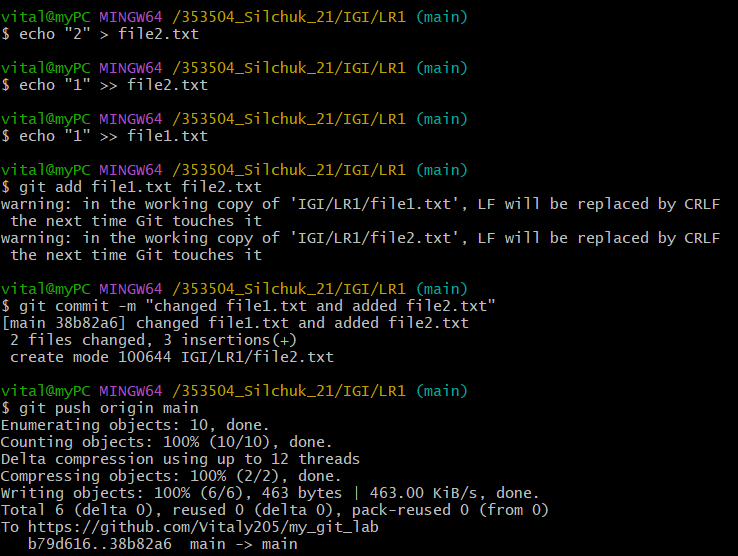 vital@myPC MINGW64 /353504_Silchuk_21/IGI/LR1 (main)
$ echo "2" > file2.txt
vital@myPC MINGW64 /353504_Silchuk_21/IGI/LR1 (main)
$ echo "1" >> file2.txt
vital@myPC MINGW64 /353504_Silchuk_21/IGI/LR1 (main)
$ echo "1" >> file1.txt
vital@myPC MINGW64 /353504_Silchuk_21/IGI/LR1 (main)
$ git add file1.txt file2.txt
warning: in the working copy of 'IGI/LR1/file1.txt', LF will be replaced by CRLF
the next time Git touches it
warning: in the working copy of 'IGI/LR1/file2.txt', LF will be replaced by CRLF
the next time Git touches it
vital@myPC MINGW64 /353504_Silchuk_21/IGI/LR1 (main)
$ git commit -m "changed file1.txt and added file2.txt"
[main 38b82a6] changed file1.txt and added file2.txt
2 files changed, 3 insertions(+)
create mode 100644 IGI/LR1/file2.txt
vital@myPC MINGW64 /353504_Silchuk_21/IGI/LR1 (main)
$ git push origin main
Enumerating objects: 10, done.
Counting objects: 100% (10/10), done.
Delta compression using up to 12 threads
Compressing objects: 100% (2/2), done.
Writing objects: 100% (6/6), 463 bytes | 463.00 KiB/s, done.
Total 6 (delta 0), reused 0 (delta 0), pack-reused 0 (from 0)
To https://github.com/Vitaly205/my_git_lab
b79d616..38b82a6  main -> main